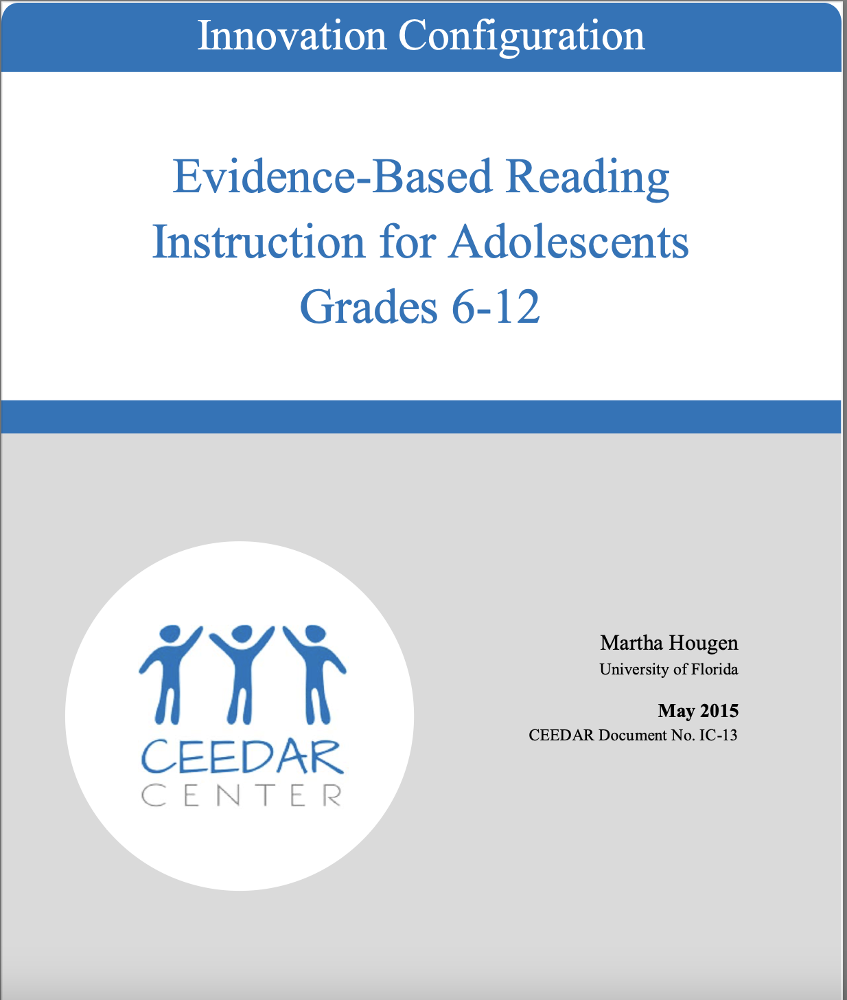 Innovation Configuration
Evidence-Based Reading
Instruction for Adolescents
Grades 6-12
CEEDAR
CENTER
Martha Hougen
University of Florida
May 2015
CEEDAR Document No. IC-13